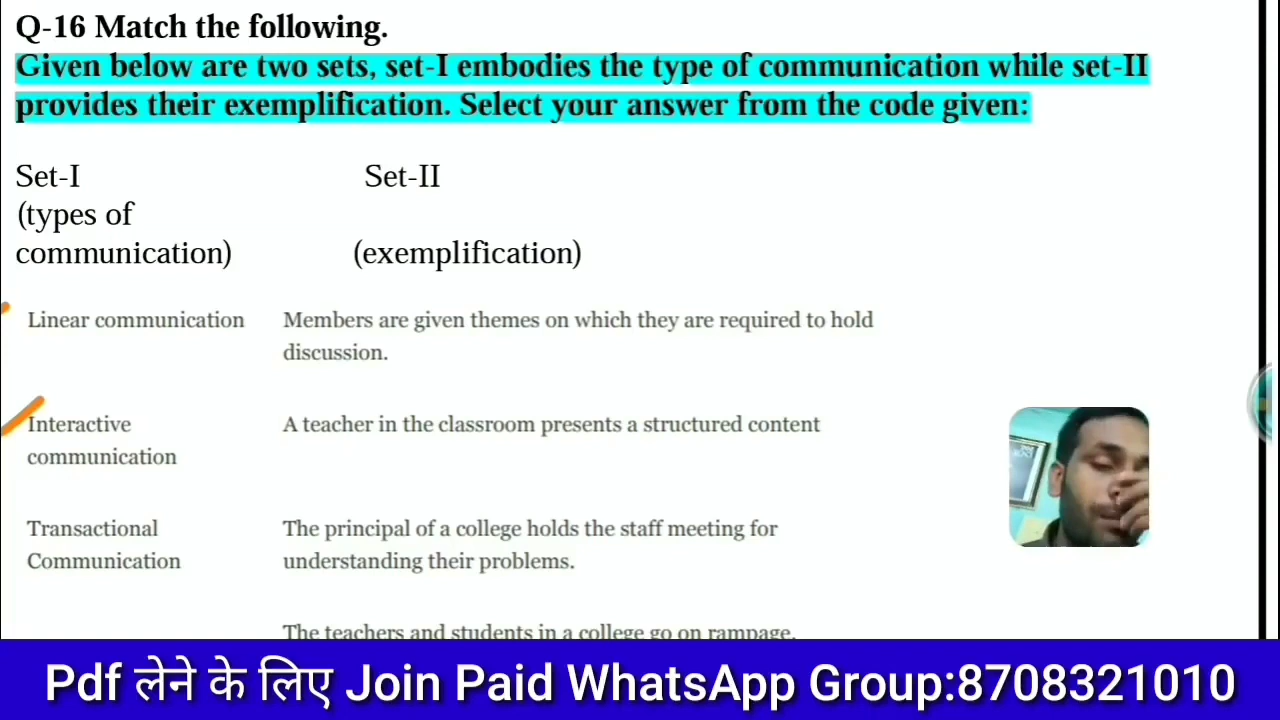 Q-16 Match the following.
Given below are two sets, set-I embodies the type of communication while set-II
provides their exemplification. Select your answer from the code given:
Set-I Set-II
(types of
communication) (exemplification)
Linear communication Members are given themes on which they are required to hold
discussion.
Interactive A teacher in the classroom presents a structured content
communication
Transactional The principal of a college holds the staff meeting for
Communication understanding their problems.
The teachers and students in a college go on rampage.
Pdf लेने के लिए Join Paid WhatsApp Group:8708321010